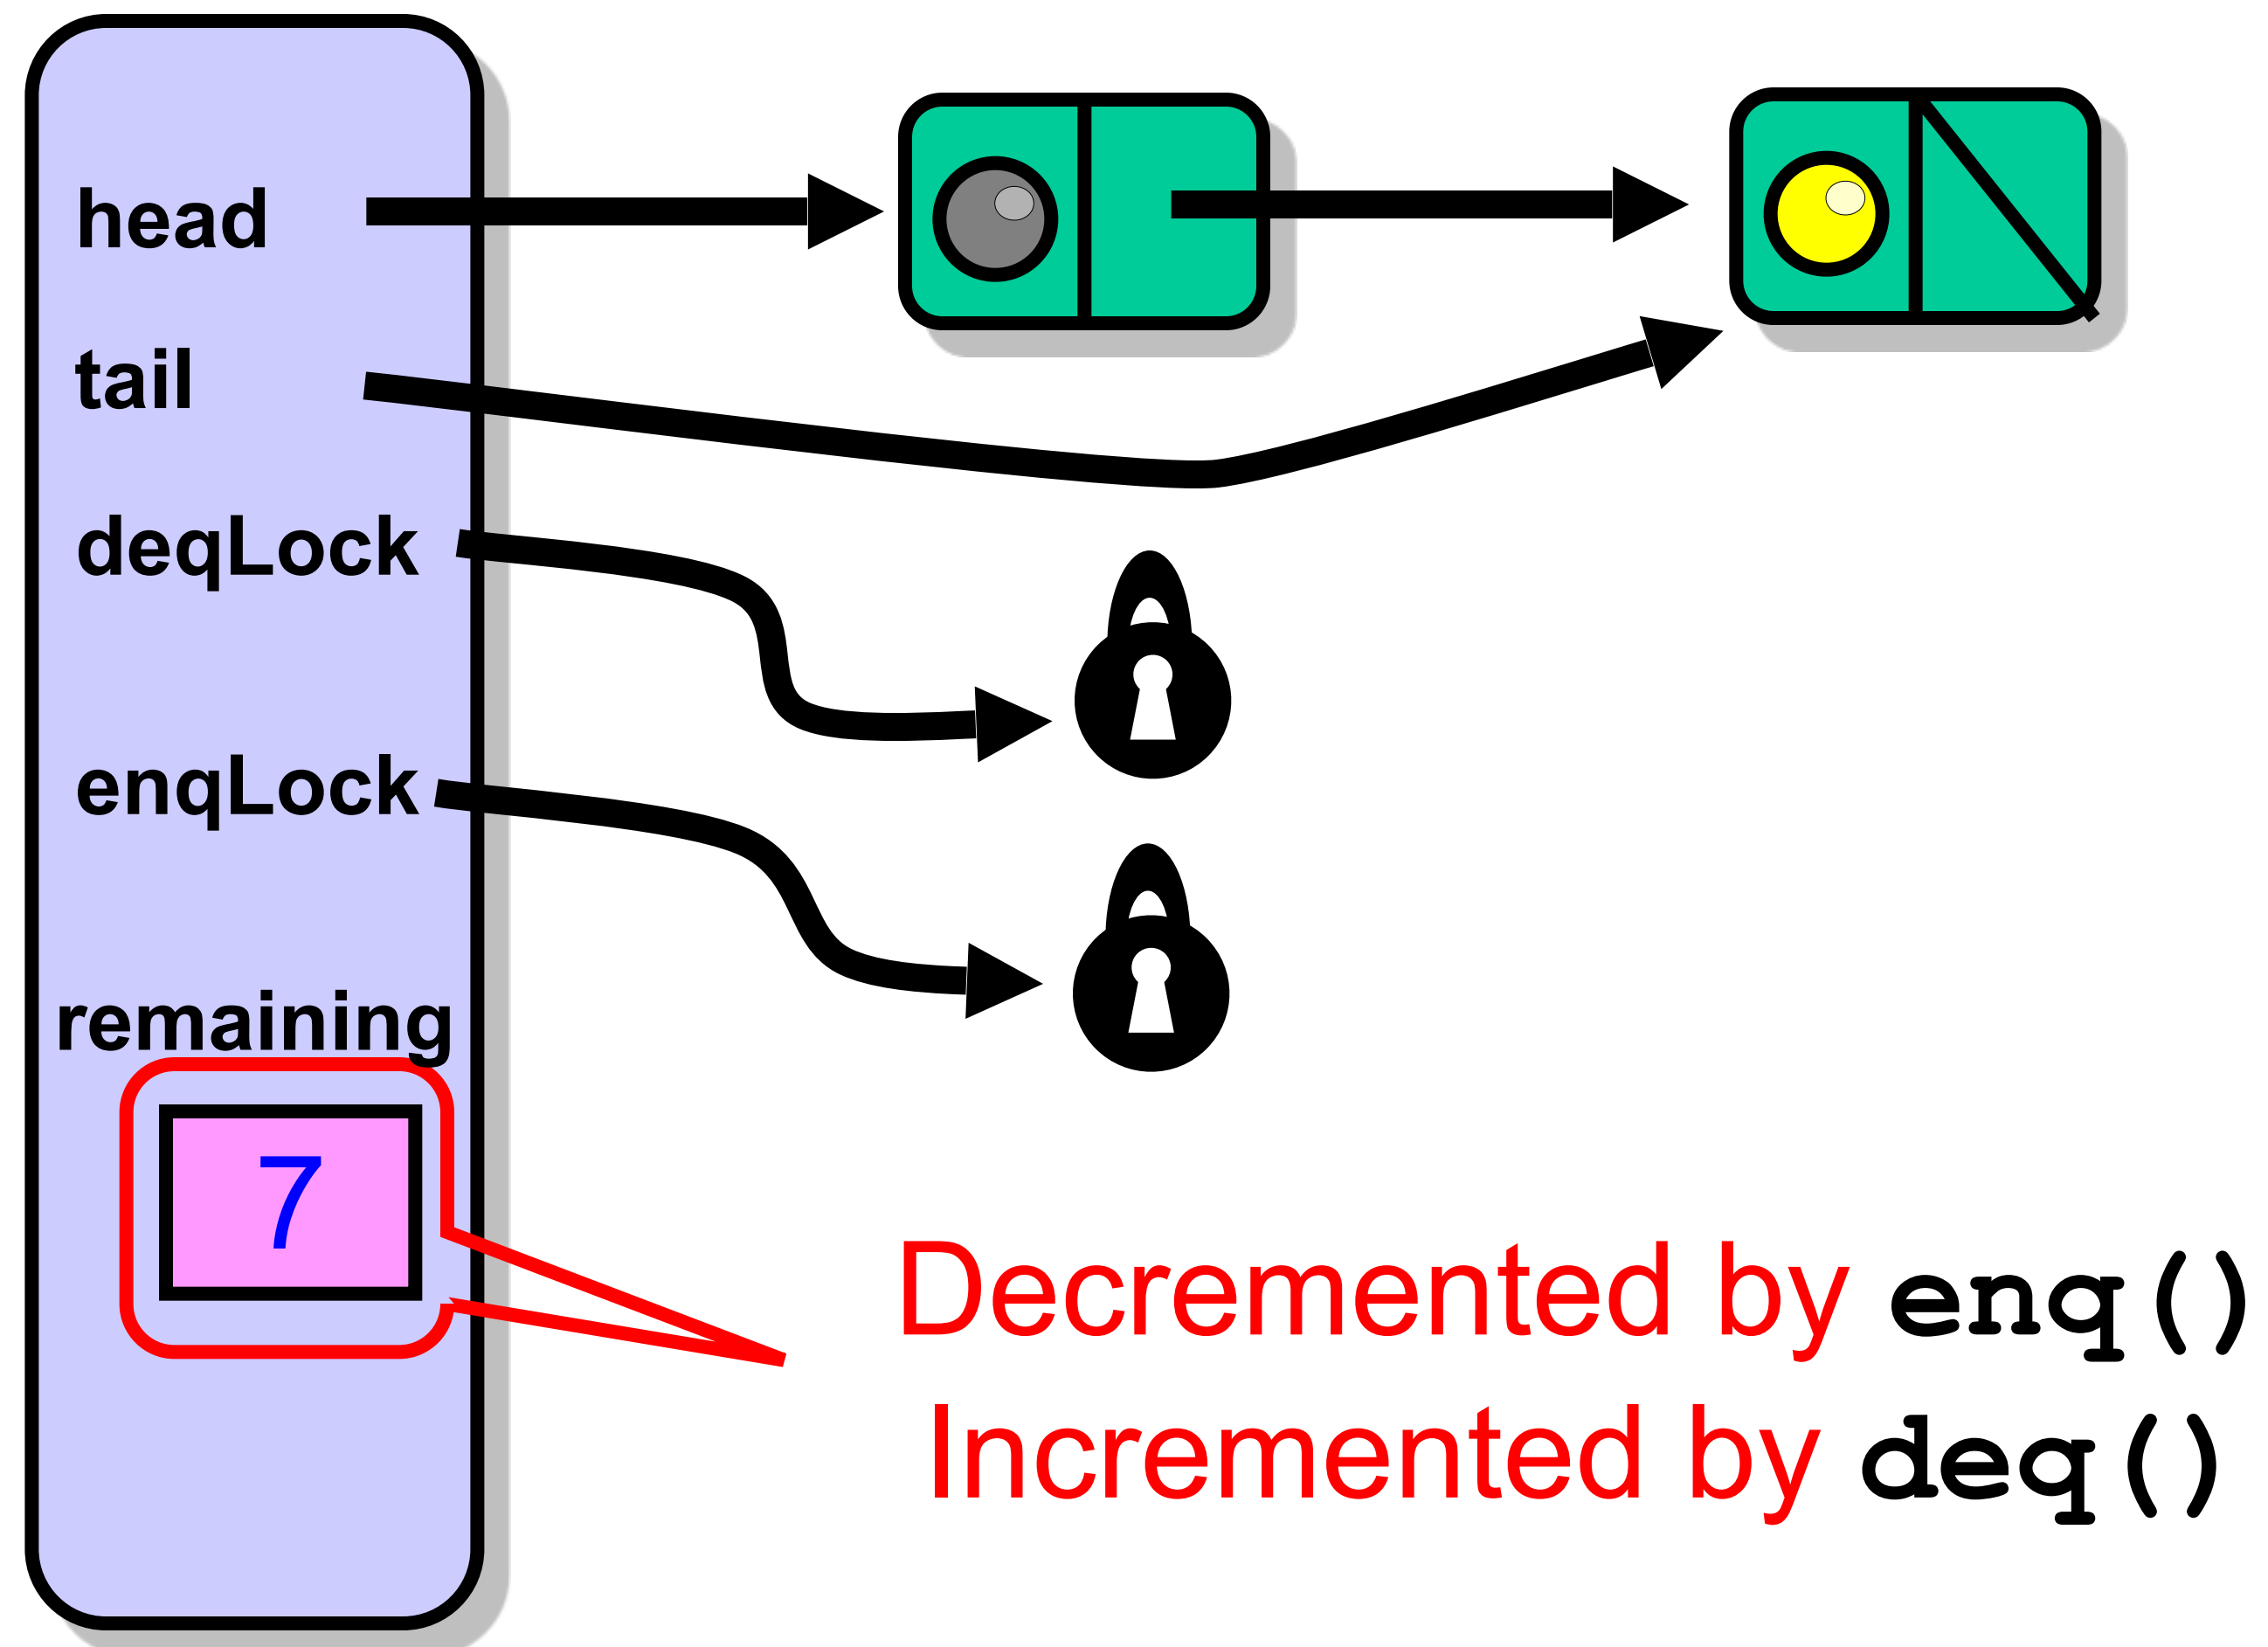 head
tail
deqLock
enqLock
remaining
7
Decremented by enq()
Incremented by deq()